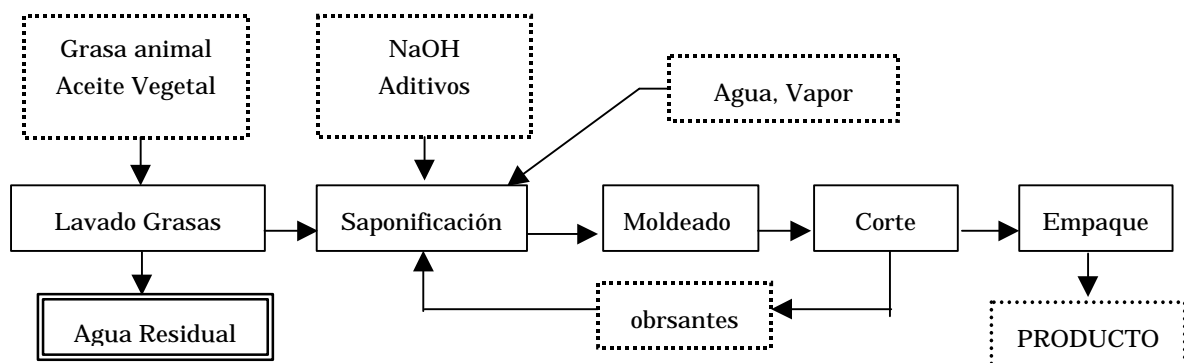 Grasa animal
Aceite Vegetal
NaOH
Aditivos
Agua, Vapor
Lavado Grasas
Saponificación
Moldeado
Corte
Empaque
Agua Residual
obrsantes
PRODUCTO